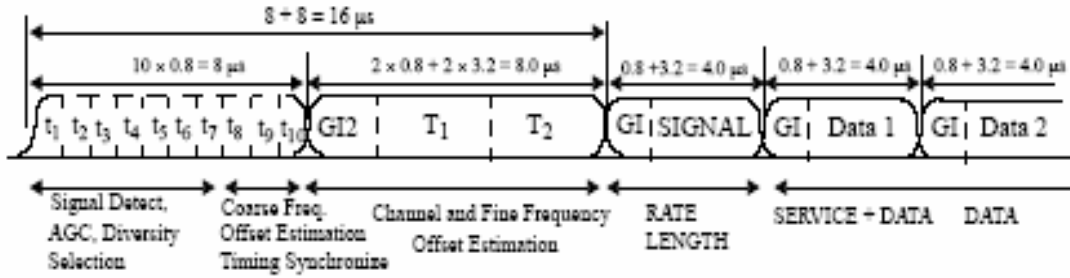 8 + 8 = 16 µs
10 x 0.8 = 8 µs
2 x 0.8 + 2 x 3.2 = 8.0 µs
0.8 +3.2 = 4.0 µs
0.8 + 3.2 = 4.0 µs
0.8 + 3.2 = 4.0 µs
t1 t2 t3 t4 t5 t6 t7 t8 t9 t10 GI2 T1 T2 GI SIGNAL GI Data 1 GI Data 2
Signal Detect,
AGC, Diversity
Selection
Coarse Freq.
Offset Estimation
Timing Synchronize
Channel and Fine Frequency
Offset Estimation
RATE
LENGTH
SERVICE + DATA
DATA